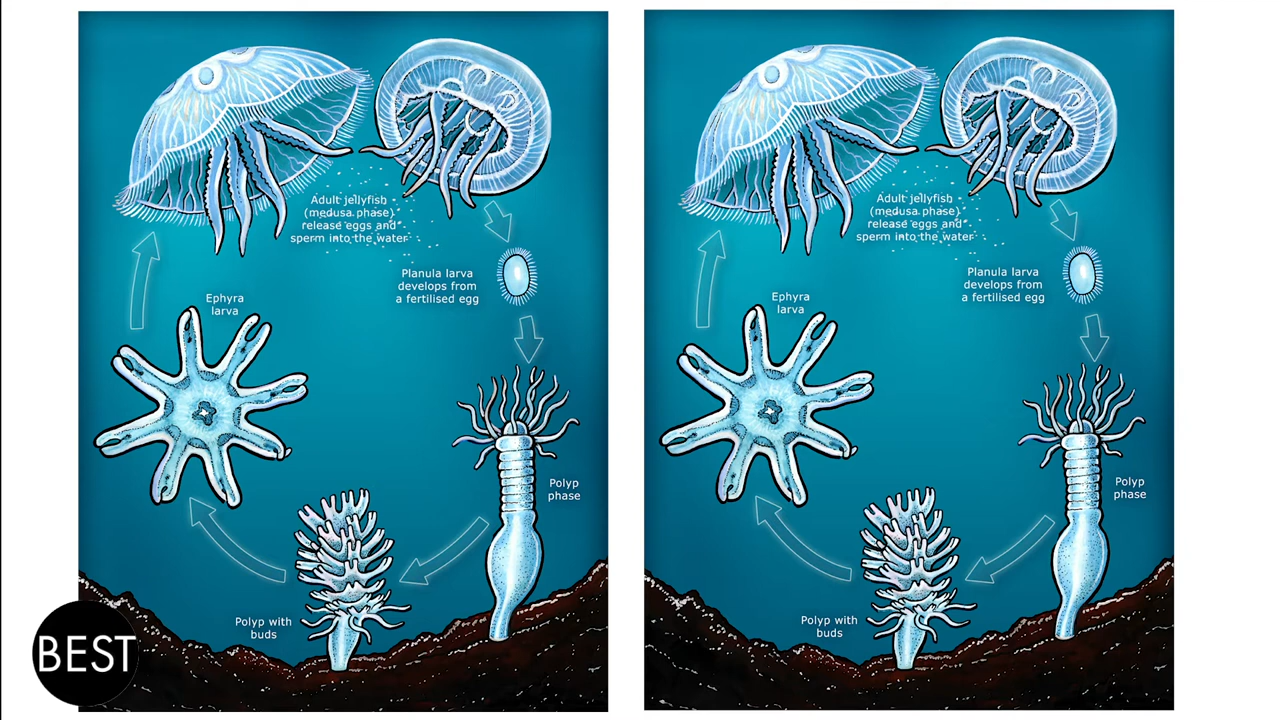 Adult jellyfish
(medusa phase)
release eggs and
sperm into the water
Planula larva
develops from
a fertilised egg
Ephyra
larva
Polyp
phase
Polyp with
buds
BEST
Adult jellyfish
(medusa phase)
release eggs and
sperm into the water
Planula larva
develops from
a fertilised egg
Ephyra
larva
Polyp
phase
Polyp with
buds